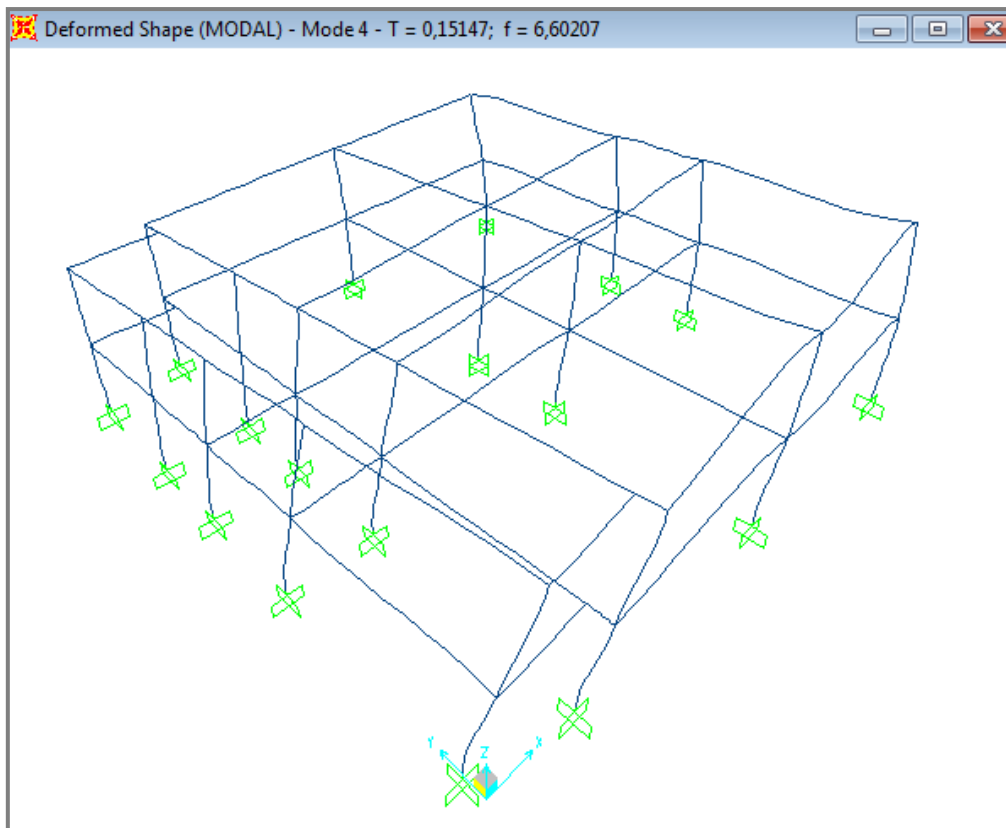 Deformed Shape (MODAL) - Mode 4 - T = 0,15147; f = 6,60207
Y
Z
X